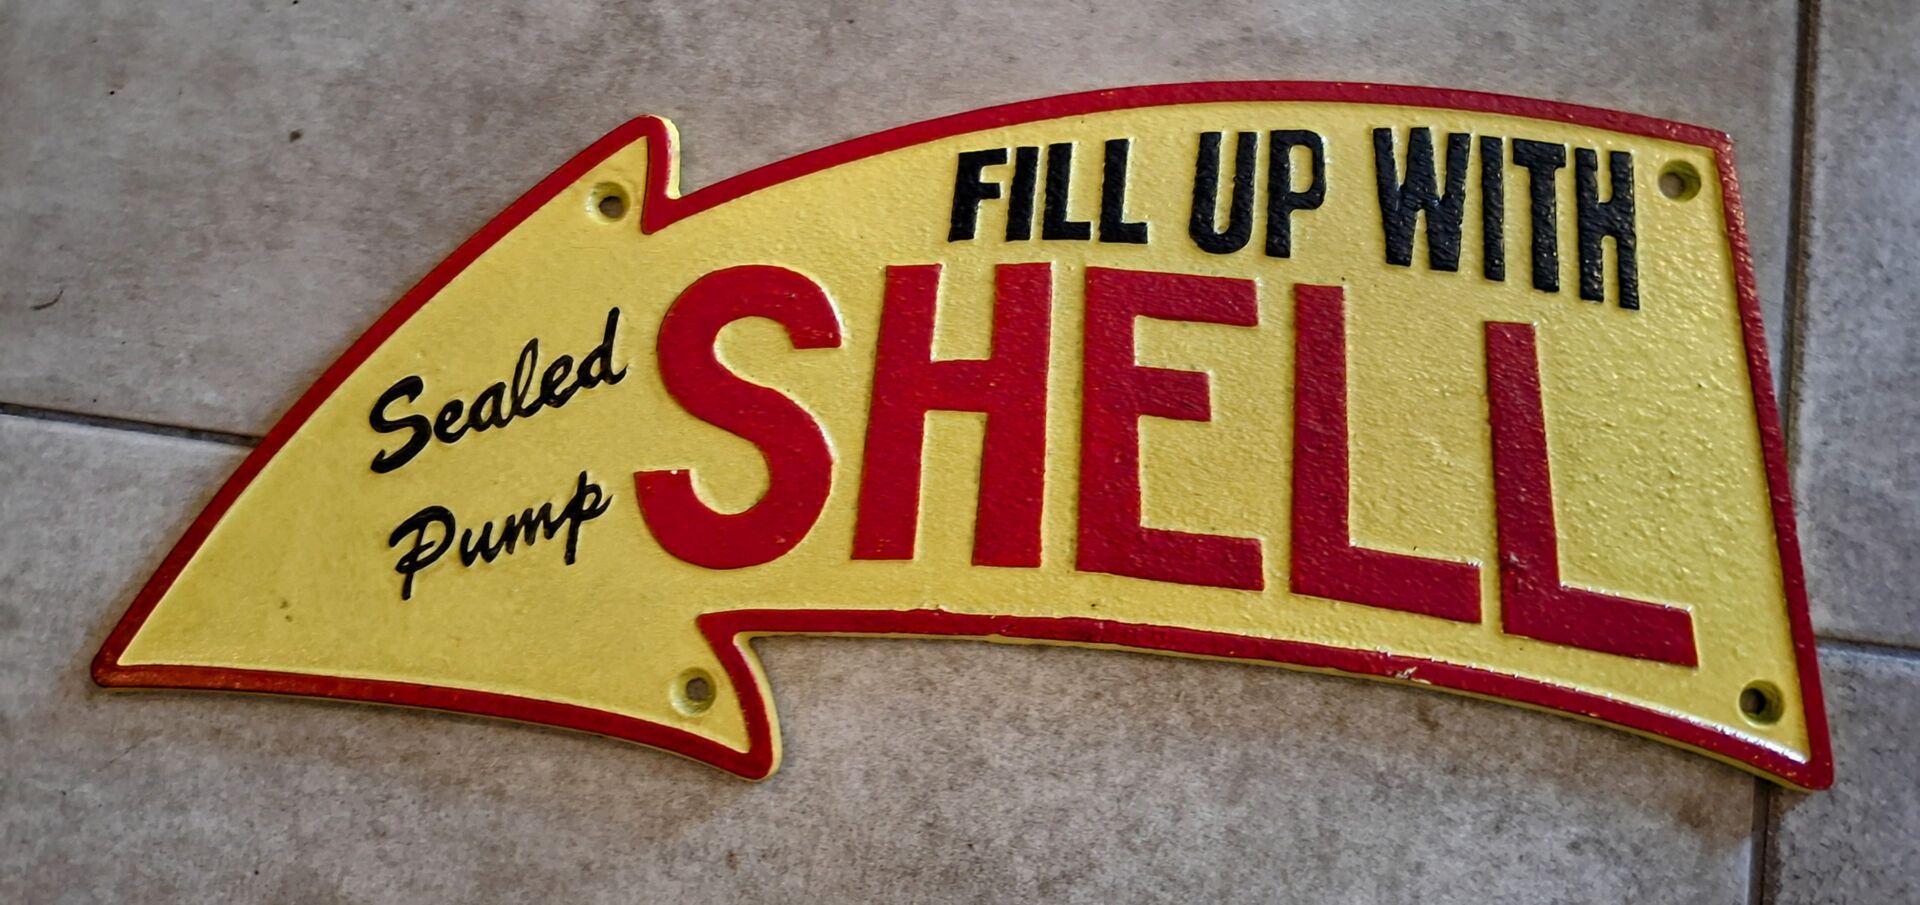 FILL UP WITH
SHELL
Sealed
Pump